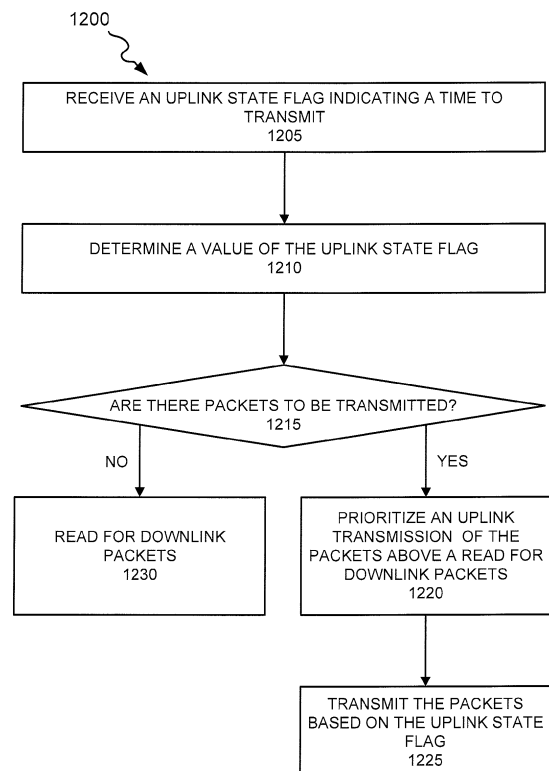 1200
RECEIVE AN UPLINK STATE FLAG INDICATING A TIME TO
TRANSMIT
1205
DETERMINE A VALUE OF THE UPLINK STATE FLAG
1210
ARE THERE PACKETS TO BE TRANSMITTED?
1215
NO
YES
READ FOR DOWNLINK
PACKETS
1230
PRIORITIZE AN UPLINK
TRANSMISSION OF THE
PACKETS ABOVE A READ FOR
DOWNLINK PACKETS
1220
TRANSMIT THE PACKETS
BASED ON THE UPLINK STATE
FLAG
1225